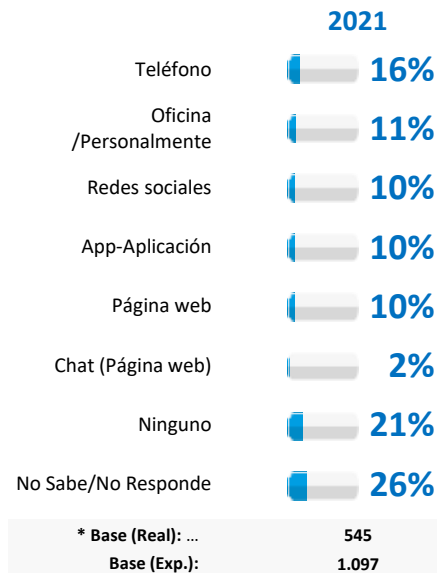 2021
Teléfono 16%
Oficina
/Personalmente 11%
Redes sociales 10%
App-Aplicación 10%
Página web 10%
Chat (Página web) 2%
Ninguno 21%
No Sabe/No Responde 26%
* Base (Real): ... 545
Base (Exp.): 1.097